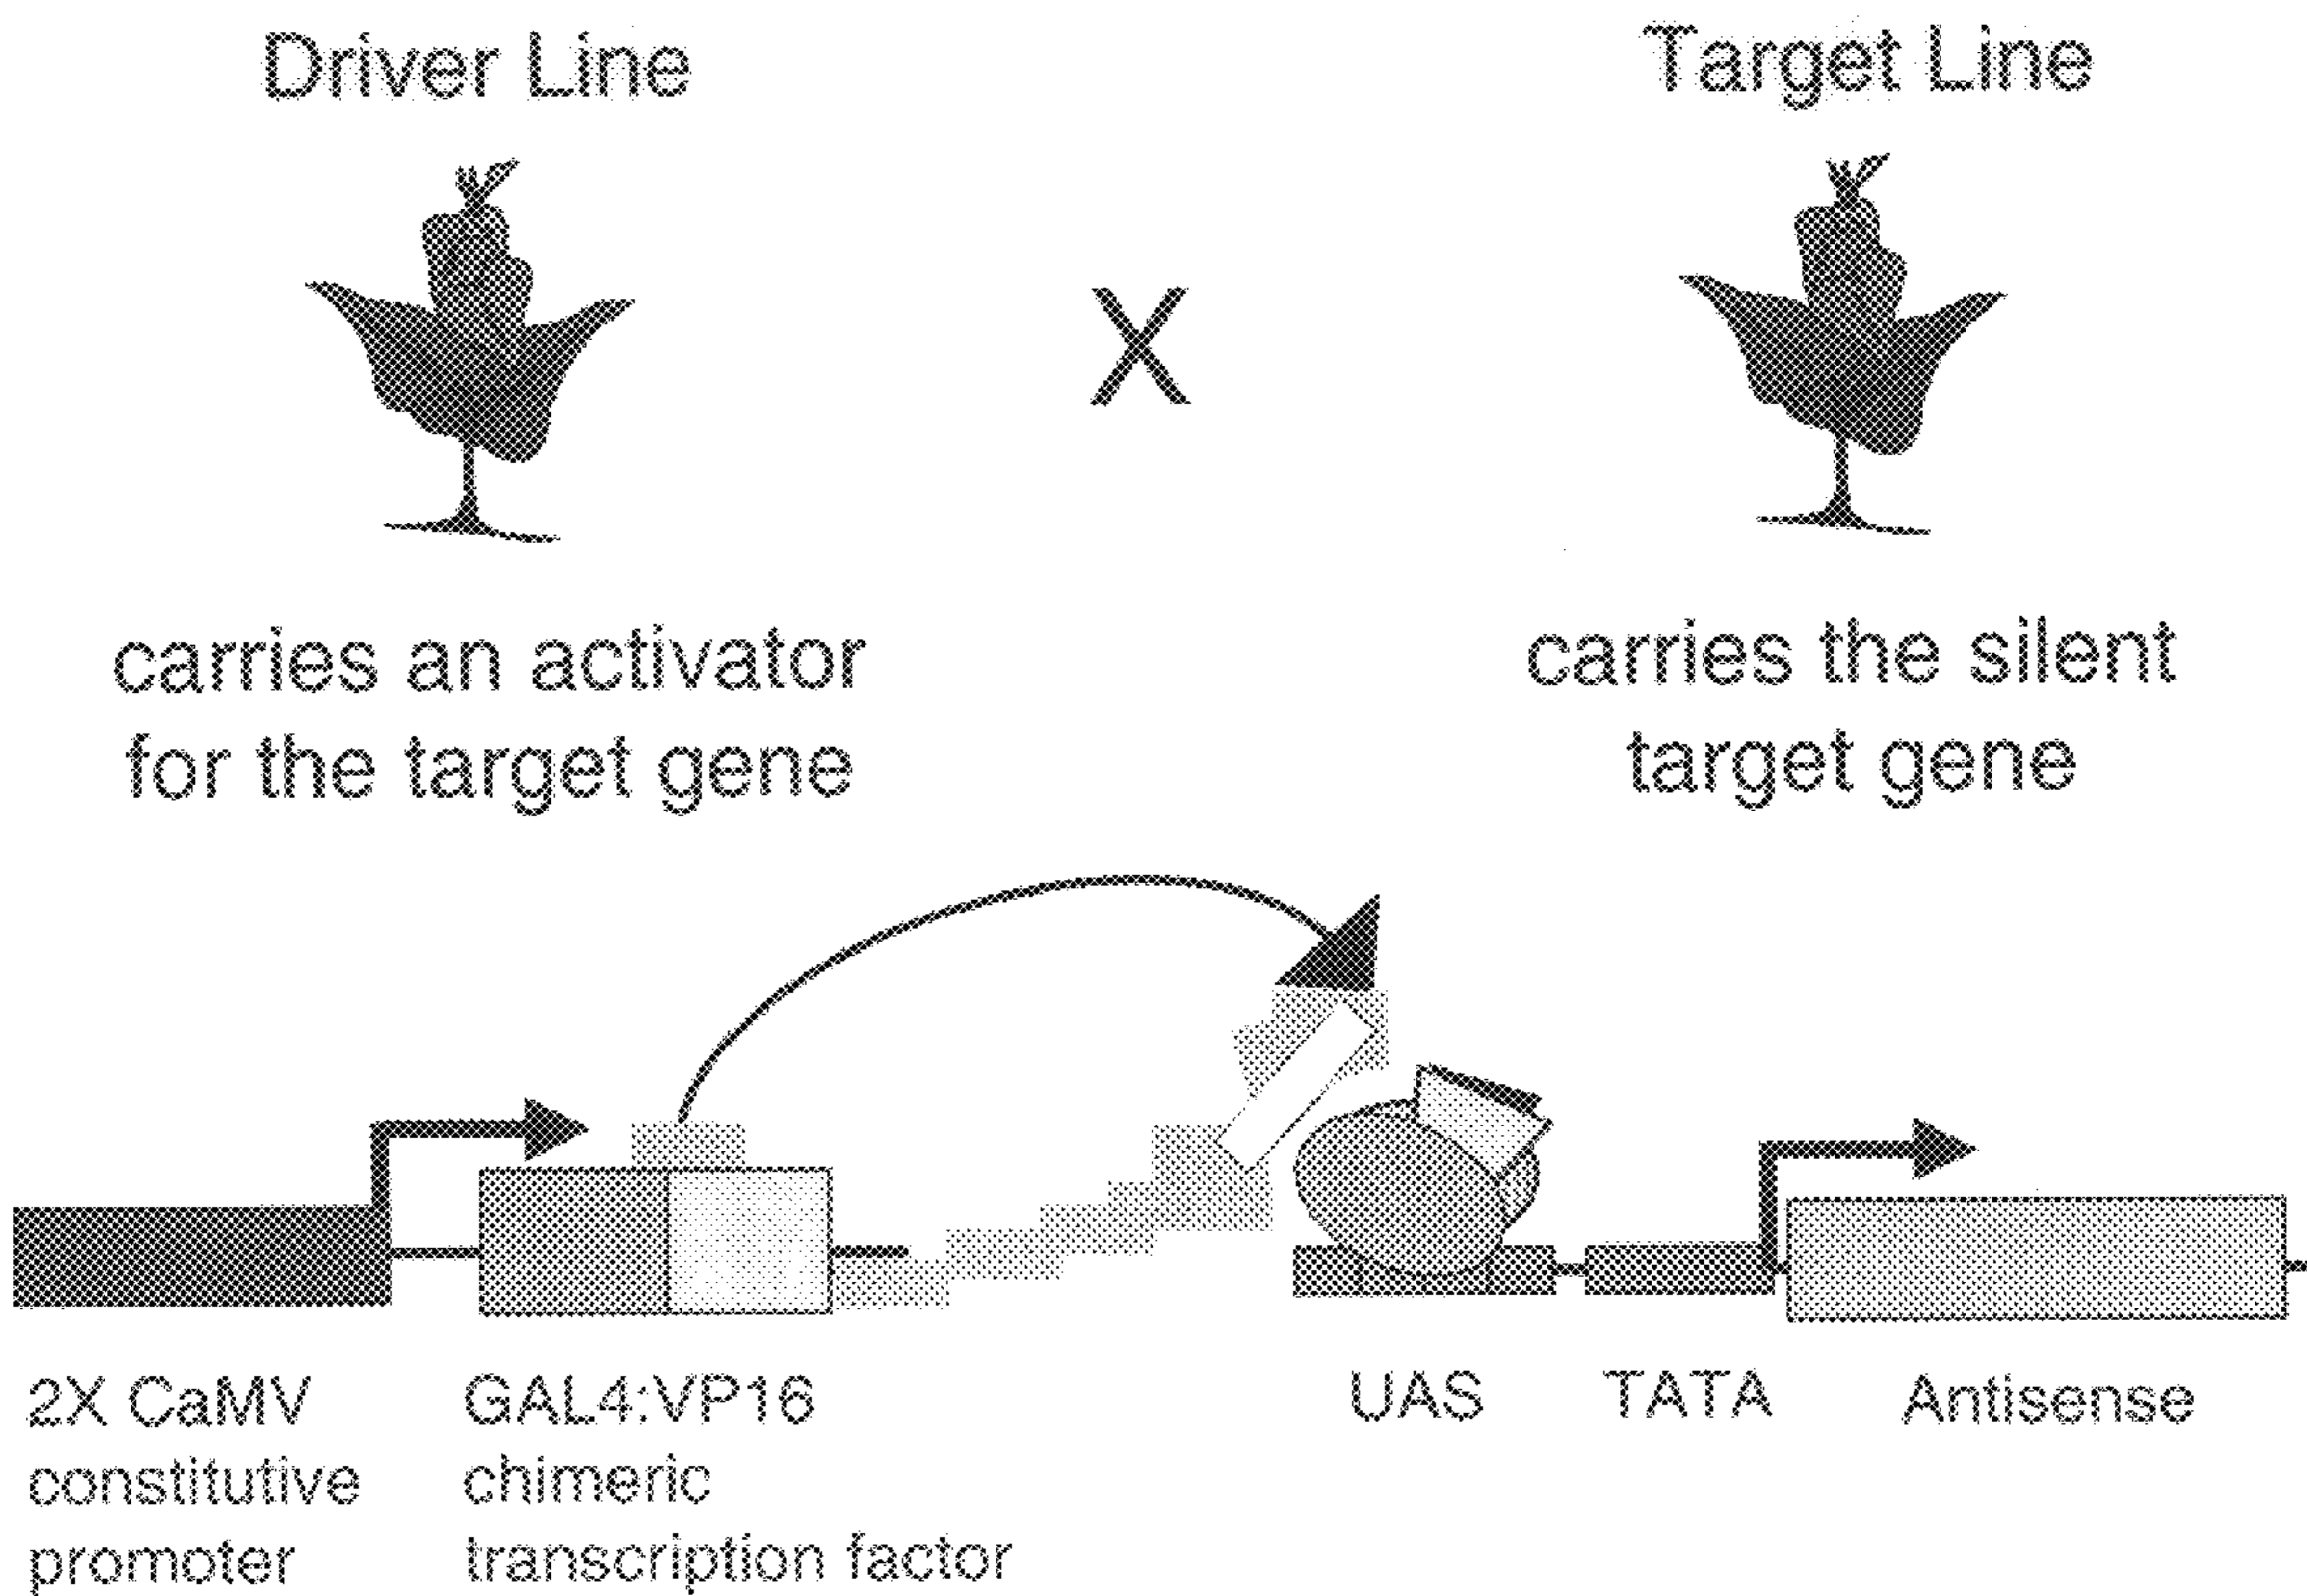 Driver Line
Target Line
X
carries an activator
for the target gene
carries the silent
target gene
2X CaMV
constitutive
promoter
GAL4:VP16
chimeric
transcription factor
UAS
TATA
Antisense